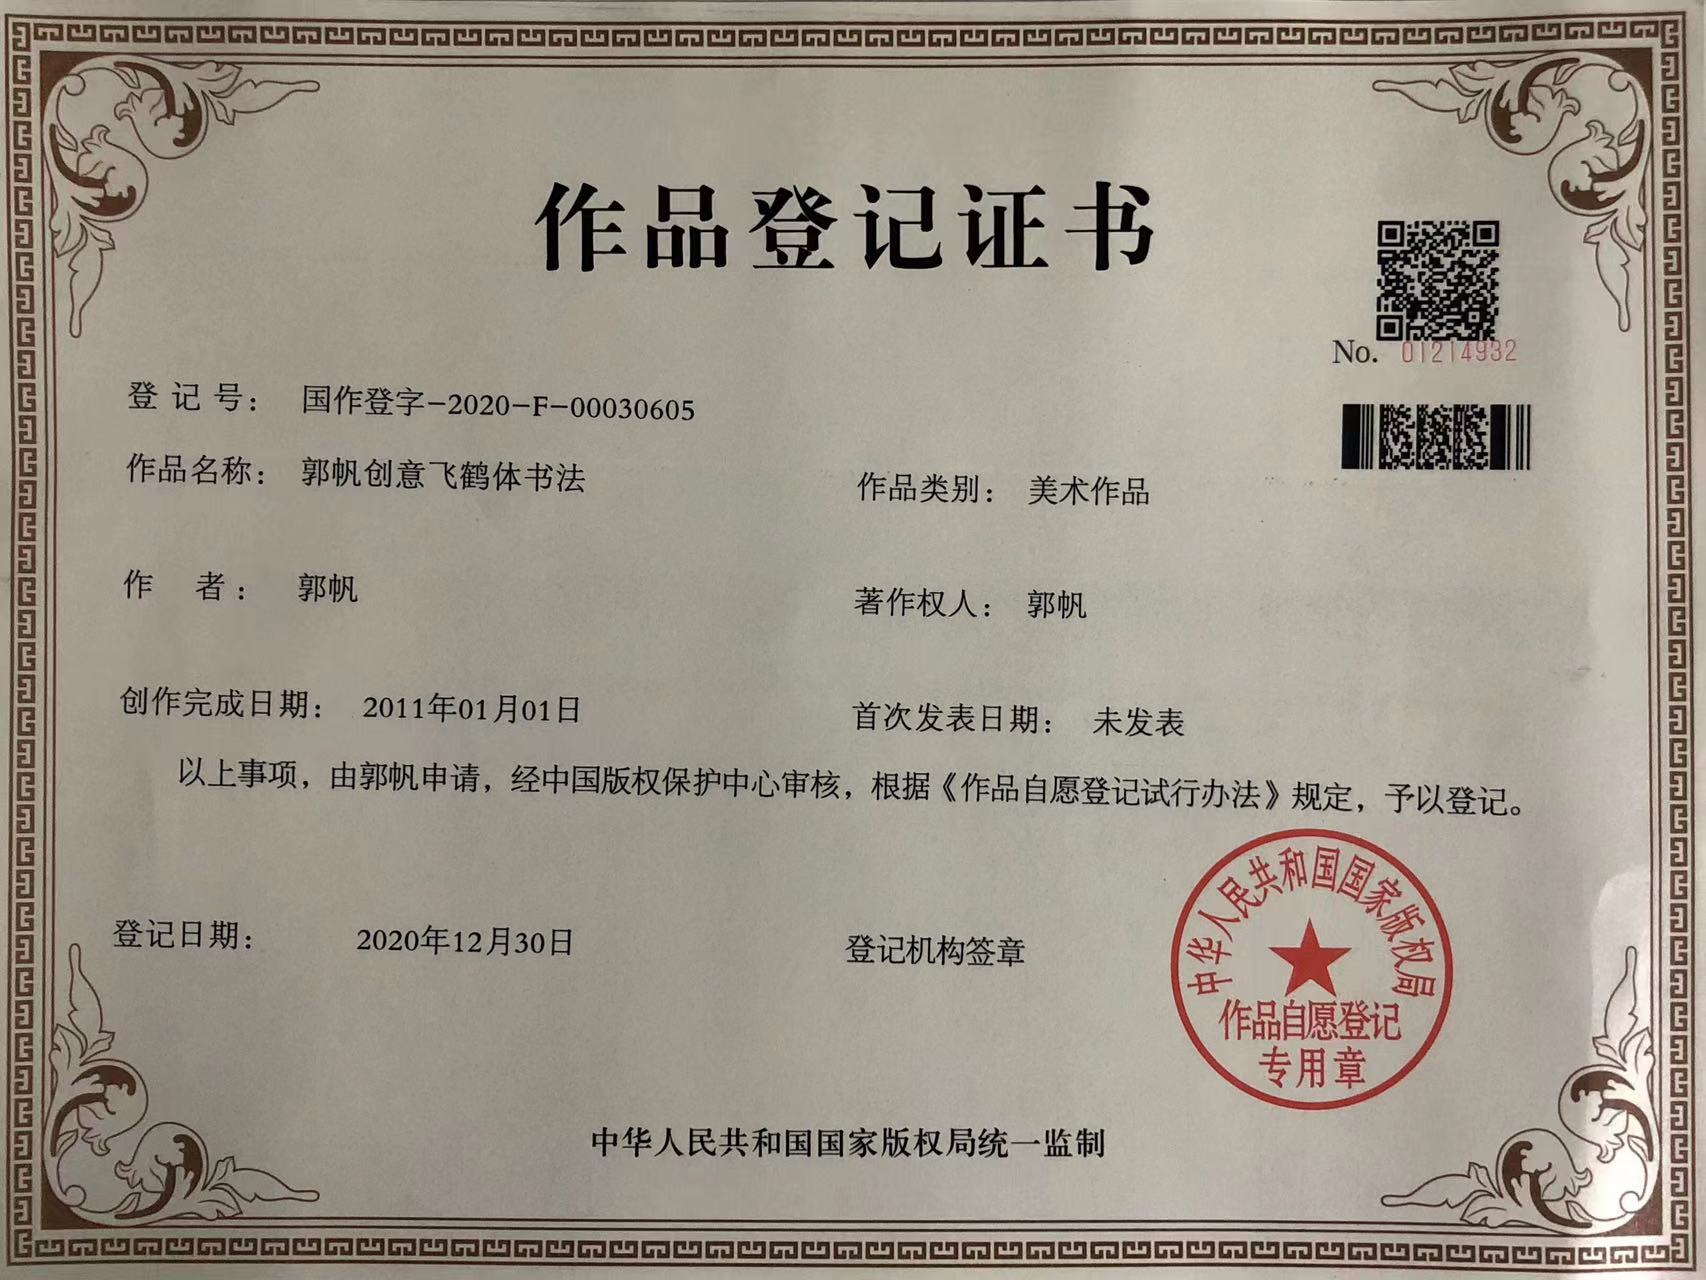 作品登记证书
No. 01214932
登 记 号： 国作登字-2020-F-00030605
作品名称： 郭帆创意飞鹤体书法
作品类别： 美术作品
作 者： 郭帆
著作权人： 郭帆
创作完成日期： 2011年01月01日
首次发表日期： 未发表
以上事项，由郭帆申请，经中国版权保护中心审核，根据《作品自愿登记试行办法》规定，予以登记。
登记日期： 2020年12月30日
登记机构签章
中华人民共和国国家版权局
作品自愿登记
专用章
中华人民共和国国家版权局统一监制